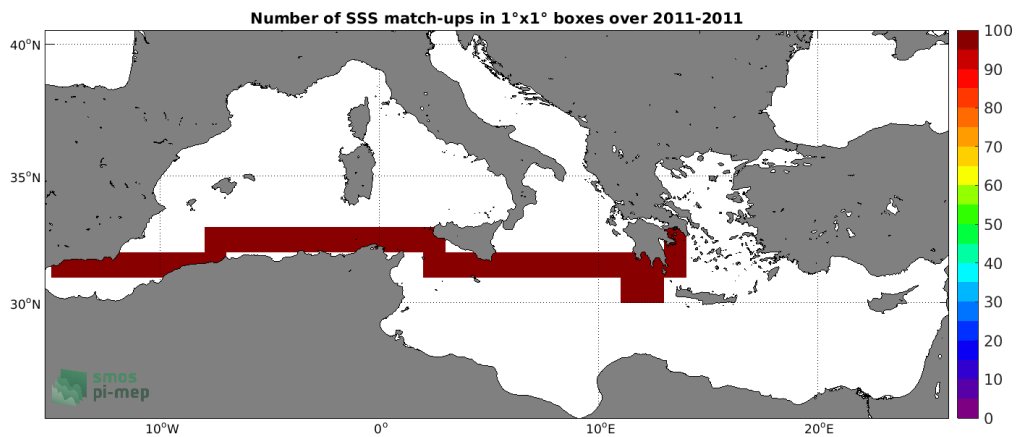 Number of SSS match-ups in 1°x1° boxes over 2011-2011
40°N
35°N
30°N
10°W
0°
10°E
20°E
100
90
80
70
60
50
40
30
20
10
0
smos
pi-mep